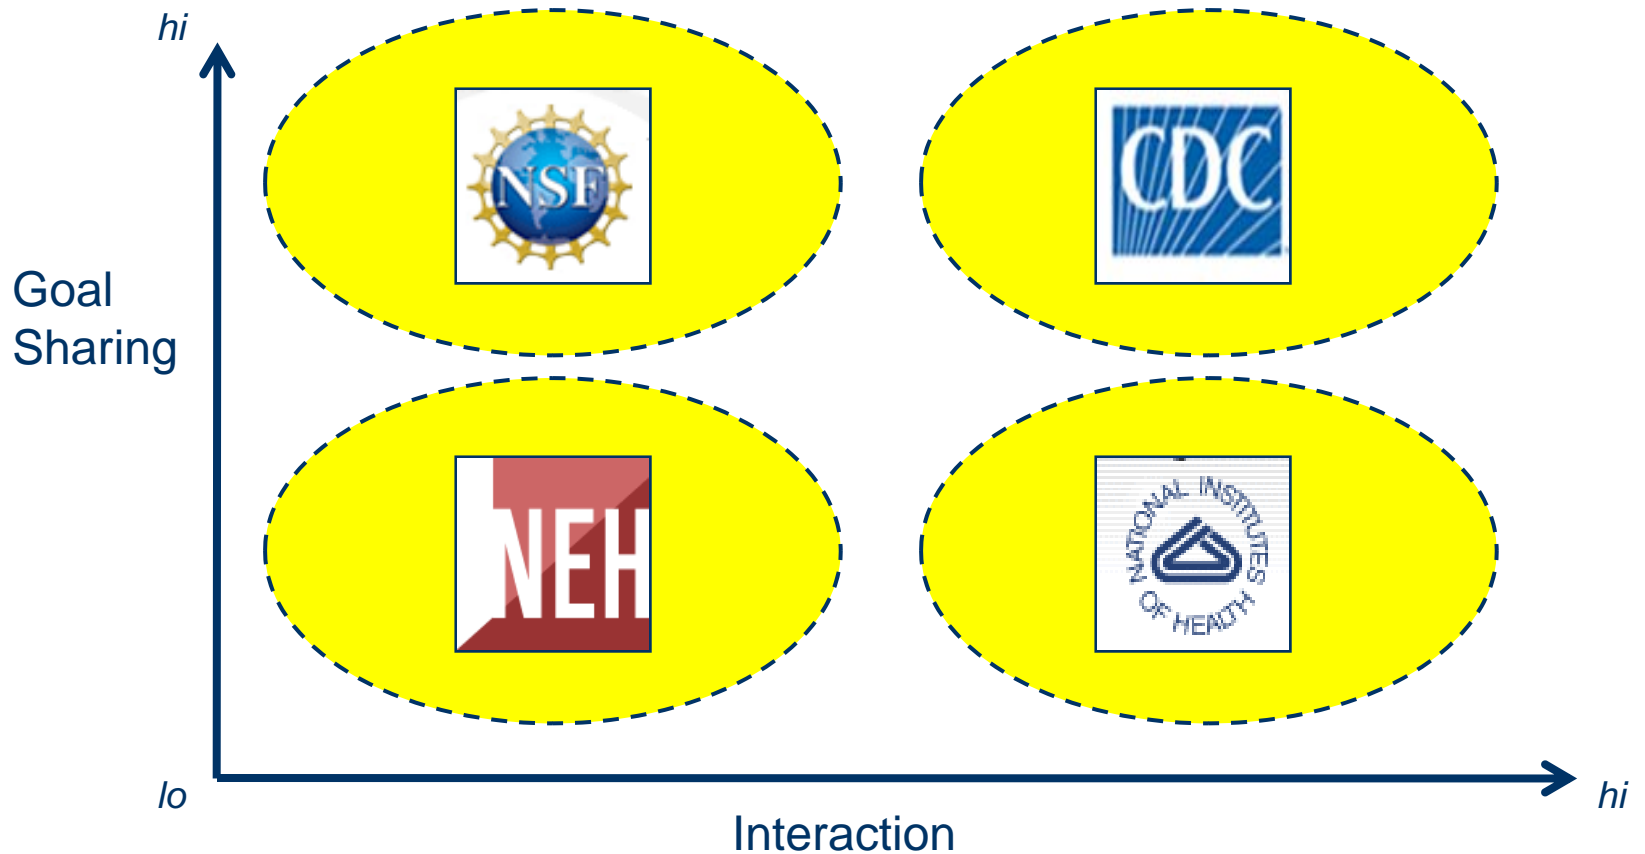 hi
NSF
CDC
Goal
Sharing
NEH
NATIONAL INSTITUTES
OF HEALTH
lo
hi
Interaction